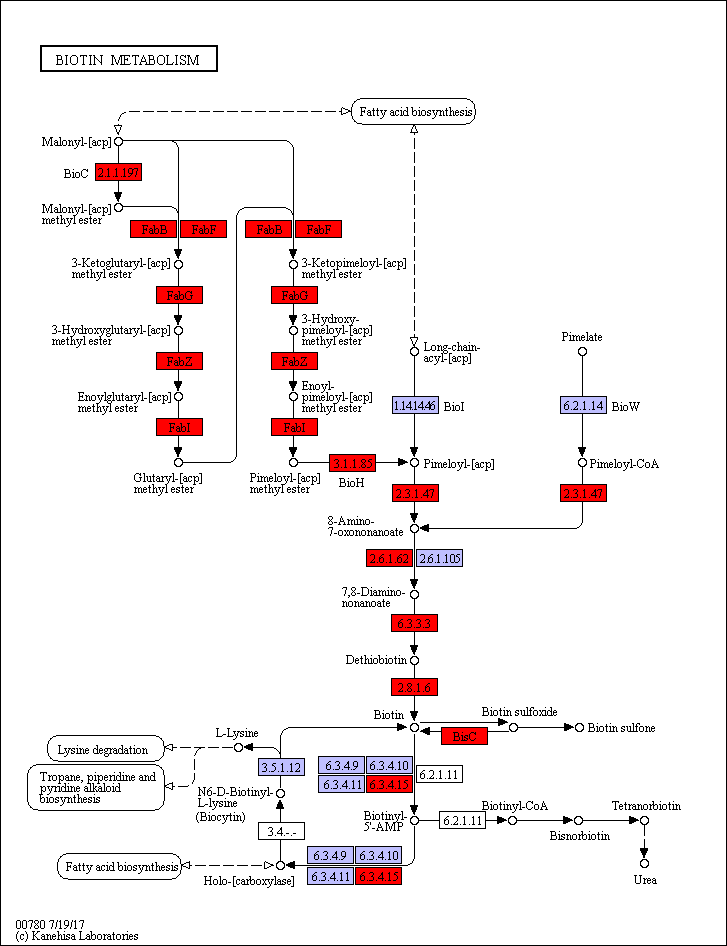 BIOTIN METABOLISM
Fatty acid biosynthesis
Malonyl-[acp]
BioC
2.1.1.197
Malonyl-[acp]
methyl ester
FabB
FabF
FabB
FabF
3-Ketoglutaryl-[acp]
methyl ester
3-Ketopimeloyl-[acp]
methyl ester
FabG
FabG
3-Hydroxyglutaryl-[acp]
methyl ester
3-Hydroxy-
pimeloyl-[acp]
methyl ester
Long-chain-
acyl-[acp]
Pimelate
FabZ
FabZ
Enoylglutaryl-[acp]
methyl ester
Enoyl-
pimeloyl-[acp]
methyl ester
1.14.14.46
BioI
6.2.1.14
BioW
FabI
FabI
Glutaryl-[acp]
methyl ester
Pimeloyl-[acp]
methyl ester
3.1.1.85
BioH
Pimeloyl-[acp]
Pimeloyl-CoA
2.3.1.47
2.3.1.47
8-Amino-
7-oxononanoate
2.6.1.62
2.6.1.105
7,8-Diamino-
nonanoate
6.3.3.3
Dethiobiotin
2.8.1.6
Biotin
Biotin sulfoxide
Biotin sulfone
BisC
L-Lysine
Lysine degradation
Tropane, piperidine and
pyridine alkaloid
biosynthesis
3.5.1.12
6.3.4.9
6.3.4.10
6.3.4.11
6.3.4.15
6.2.1.11
N6-D-Biotinyl-
L-lysine
(Biocytin)
Biotinyl-
5'-AMP
6.2.1.11
Biotinyl-CoA
Bisnorbiotin
Tetranorbiotin
3.4.-.-
Fatty acid biosynthesis
Holo-[carboxylase]
6.3.4.9
6.3.4.10
6.3.4.11
6.3.4.15
Urea
00780 7/19/17
(c) Kanehisa Laboratories